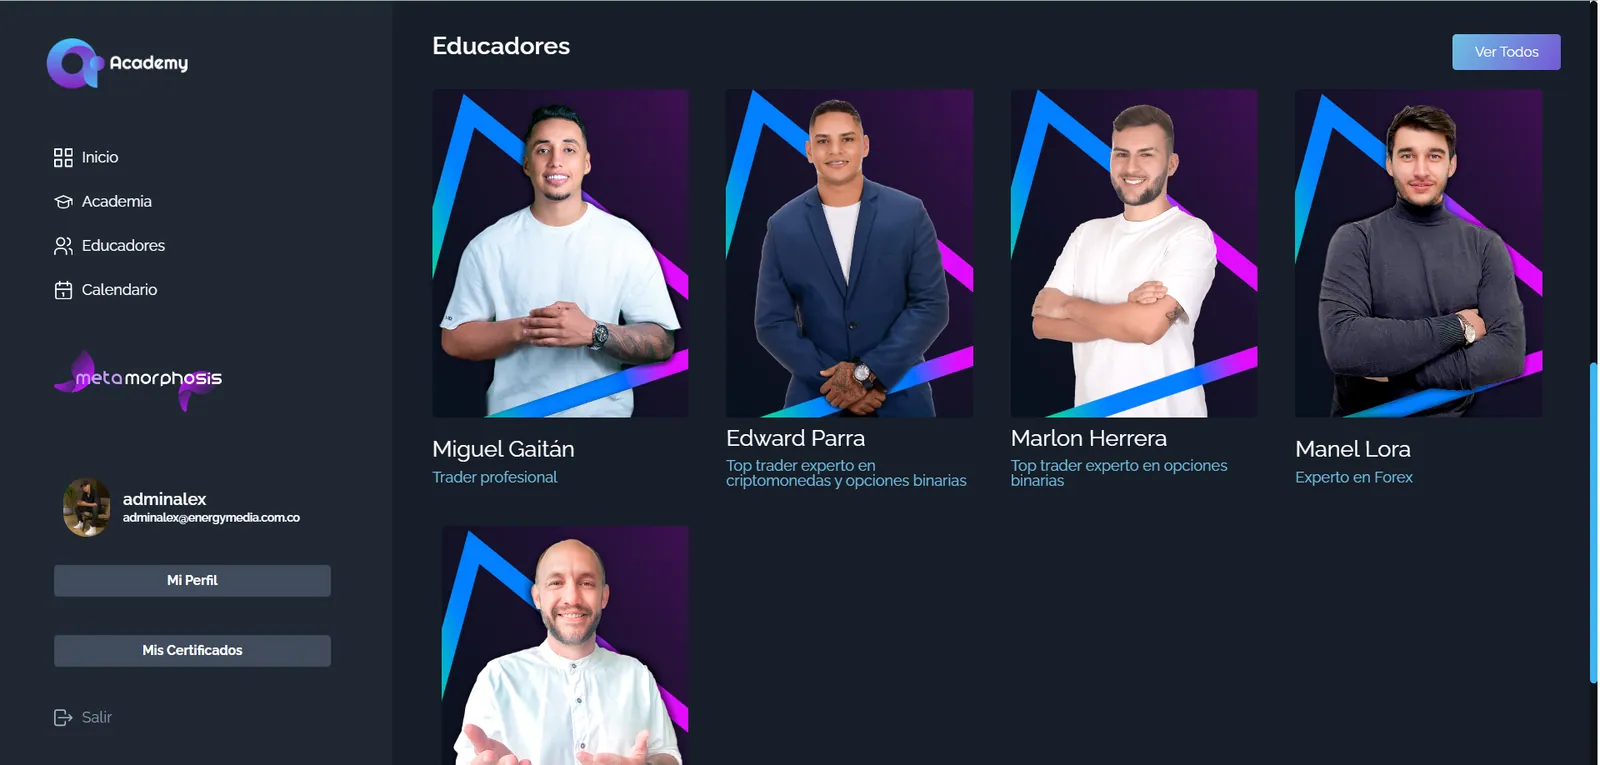 Academy
Inicio
Academia
Educadores
Calendario
metamorphosis
adminalex
adminalex@energymedia.com.co
Mi Perfil
Mis Certificados
Salir
Educadores
Ver Todos
Miguel Gaitán
Trader profesional
Edward Parra
Top trader experto en
criptomonedas y opciones binarias
Marlon Herrera
Top trader experto en opciones
binarias
Manel Lora
Experto en Forex